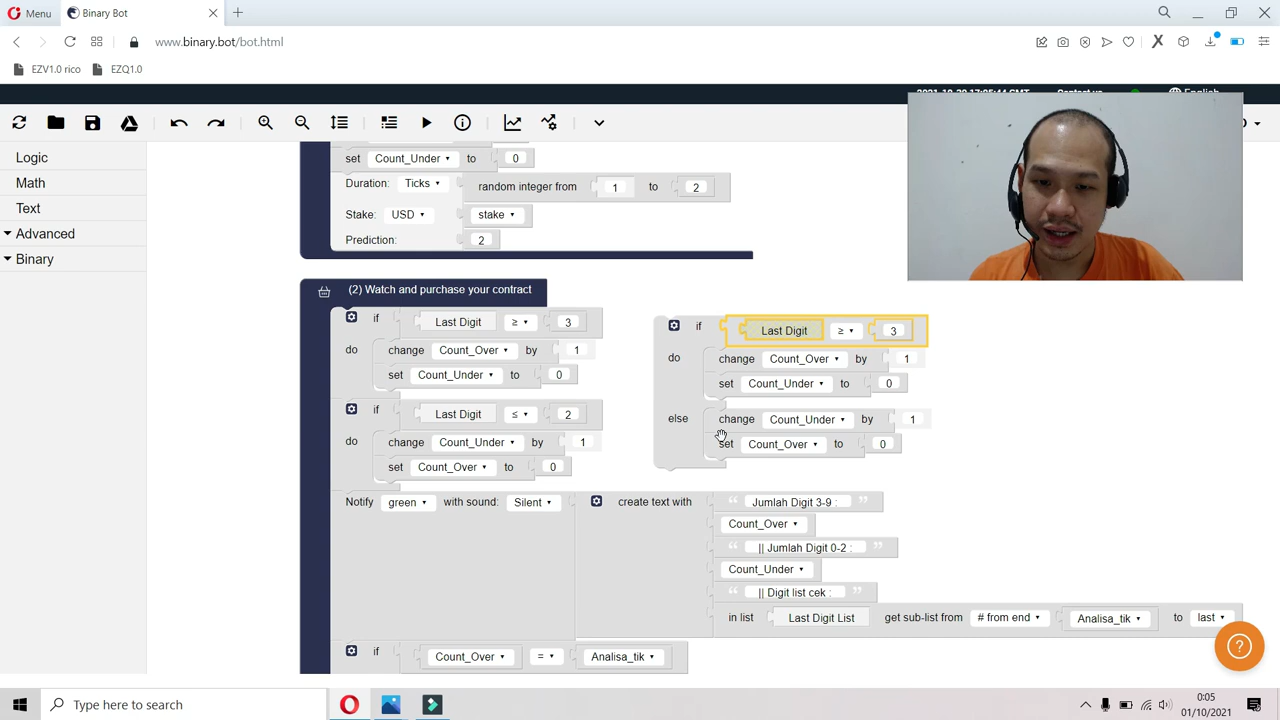 Menu
Binary Bot
www.binary.bot/bot.html
EZV1.0 rico
EZQ1.0
English
Logic
Math
Text
Advanced
Binary
set Count_Under to 0
Duration: Ticks random integer from 1 to 2
Stake: USD stake
Prediction: 2
(2) Watch and purchase your contract
if Last Digit ≥ 3
do change Count_Over by 1
set Count_Under to 0
if Last Digit ≤ 2
do change Count_Under by 1
set Count_Over to 0
if Last Digit ≥ 3
do change Count_Over by 1
set Count_Under to 0
else change Count_Under by 1
set Count_Over to 0
Notify green with sound: Silent create text with “ Jumlah Digit 3-9 : ”
Count_Over
“ || Jumlah Digit 0-2 : ”
Count_Under
“ || Digit list cek : ”
in list Last Digit List get sub-list from # from end Analisa_tik to last
if Count_Over = Analisa_tik
?
Type here to search
0:05
01/10/2021